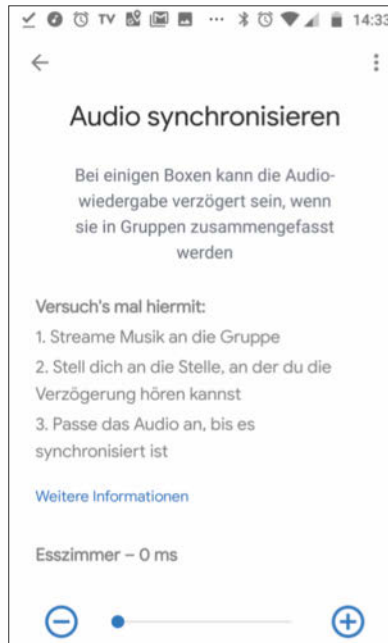 TV 14:33
Audio synchronisieren
Bei einigen Boxen kann die Audio-
wiedergabe verzögert sein, wenn
sie in Gruppen zusammengefasst
werden
Versuch's mal hiermit:
1. Streame Musik an die Gruppe
2. Stell dich an die Stelle, an der du die
Verzögerung hören kannst
3. Passe das Audio an, bis es
synchronisiert ist
Weitere Informationen
Esszimmer – 0 ms